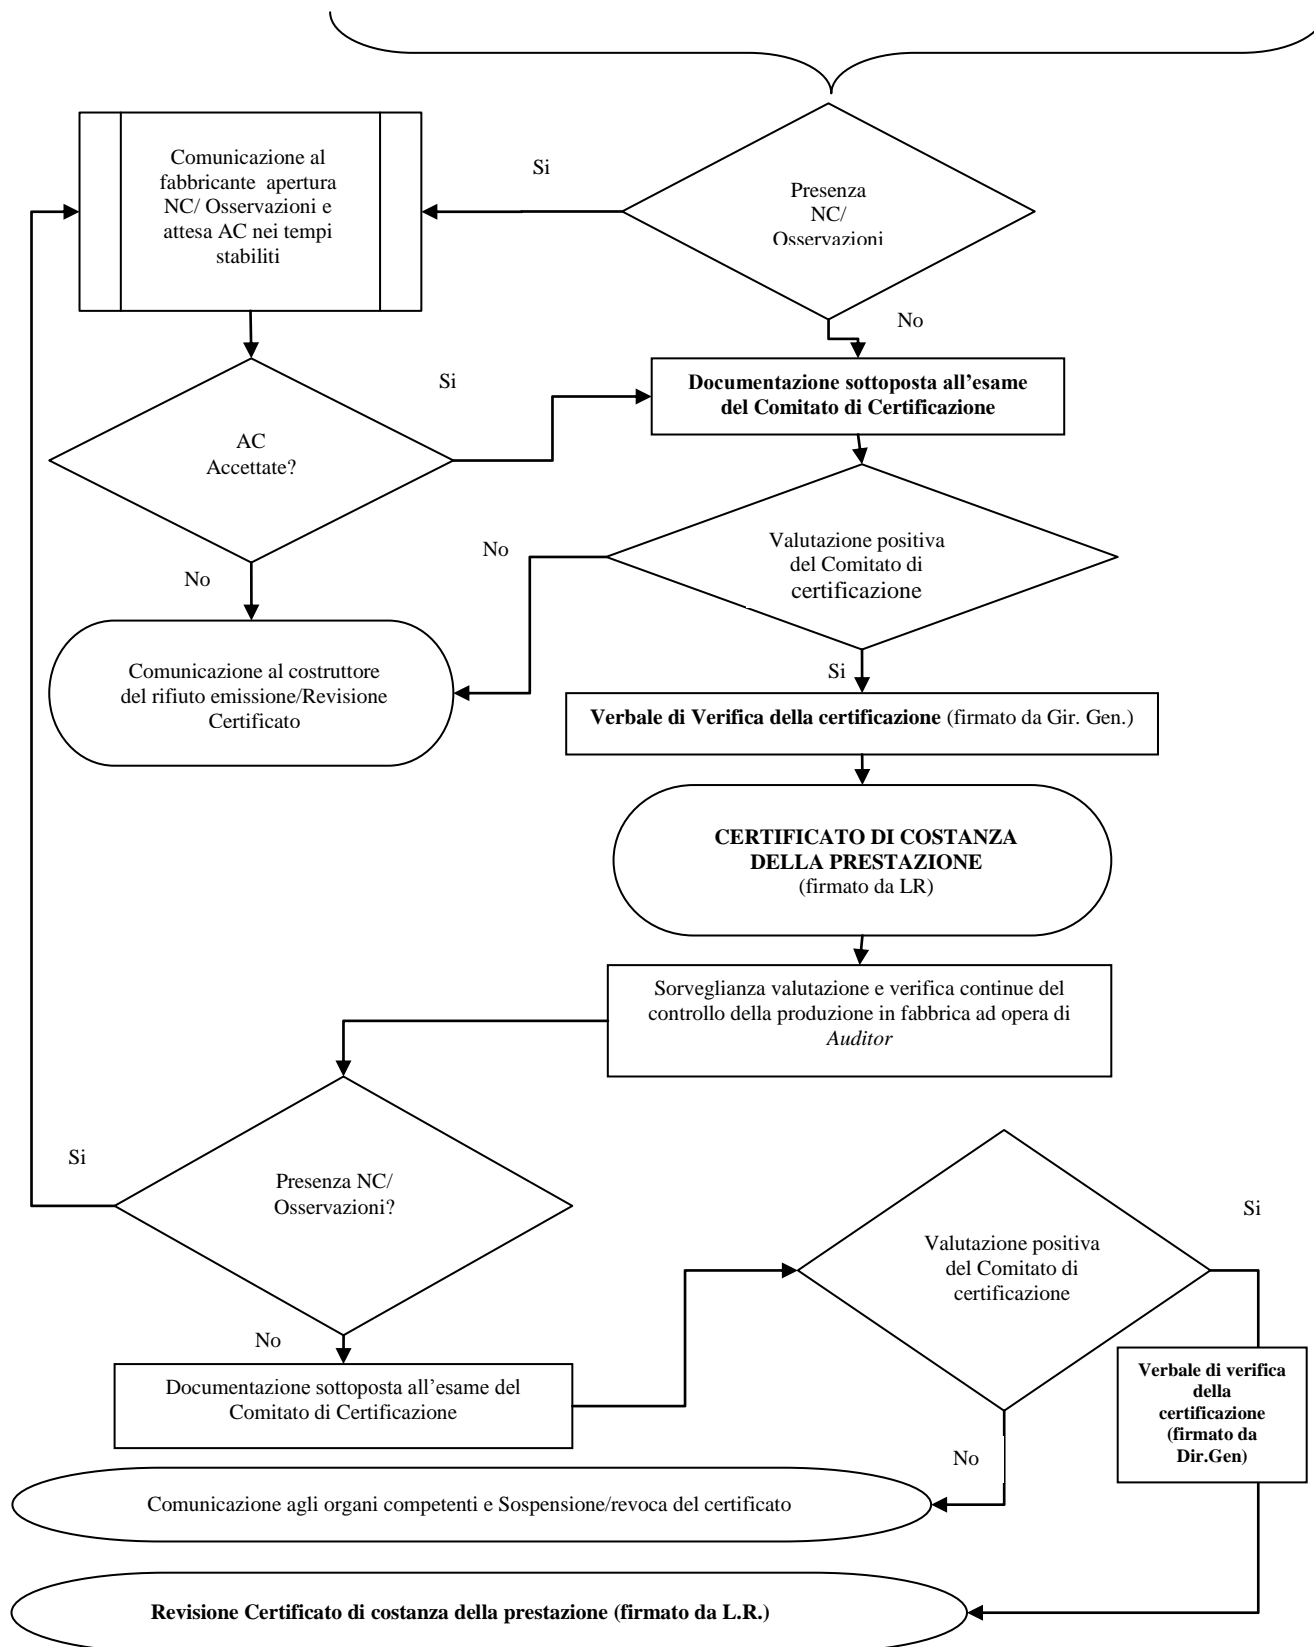 Comunicazione al
fabbricante apertura
NC/ Osservazioni e
attesa AC nei tempi
stabiliti
Si
Presenza
NC/
Osservazioni
No
Si
Documentazione sottoposta all'esame
del Comitato di Certificazione
AC
Accettate?
No
Valutazione positiva
del Comitato di
certificazione
No
Comunicazione al costruttore
del rifiuto emissione/Revisione
Certificato
Si
Verbale di Verifica della certificazione (firmato da Gir. Gen.)
CERTIFICATO DI COSTANZA
DELLA PRESTAZIONE
(firmato da LR)
Sorveglianza valutazione e verifica continue del
controllo della produzione in fabbrica ad opera di
Auditor
Si
Presenza NC/
Osservazioni?
Si
Valutazione positiva
del Comitato di
certificazione
No
Documentazione sottoposta all'esame del
Comitato di Certificazione
Verbale di verifica
della
certificazione
(firmato da
Dir.Gen)
No
Comunicazione agli organi competenti e Sospensione/revoca del certificato
Revisione Certificato di costanza della prestazione (firmato da L.R.)